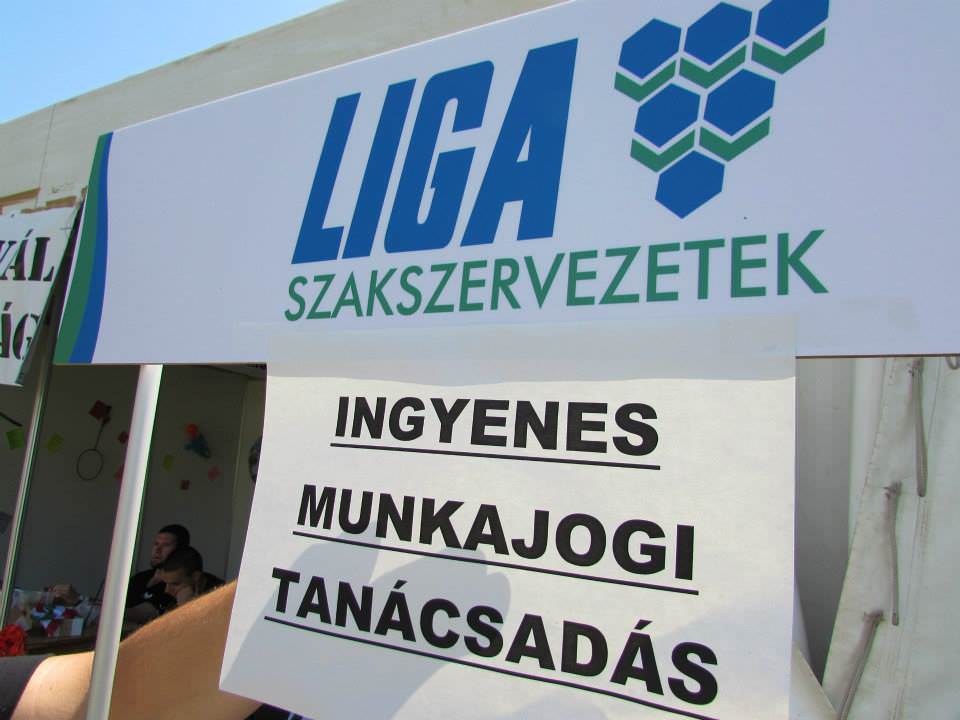 LIGA
SZAKSZERVEZETEK
INGYENES
MUNKAJOGI
TANÁCSADÁS